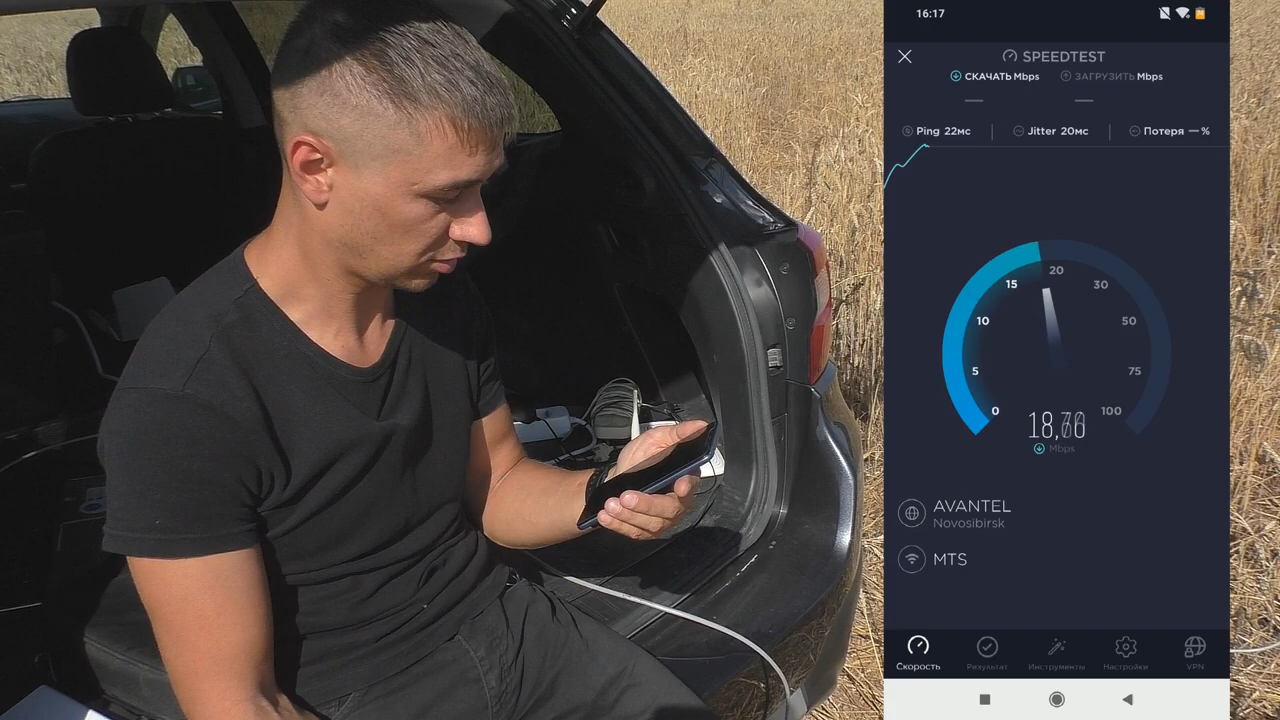 16:17
SPEEDTEST
СКАЧАТЬ Mbps
ЗАГРУЗИТЬ Mbps
Ping 22мс
Jitter 20мс
Потеря — %
0
5
10
15
20
30
50
75
100
Mbps
AVANTEL
Novosibirsk
MTS
Скорость
Результат
Инструменты
Настройки
VPN